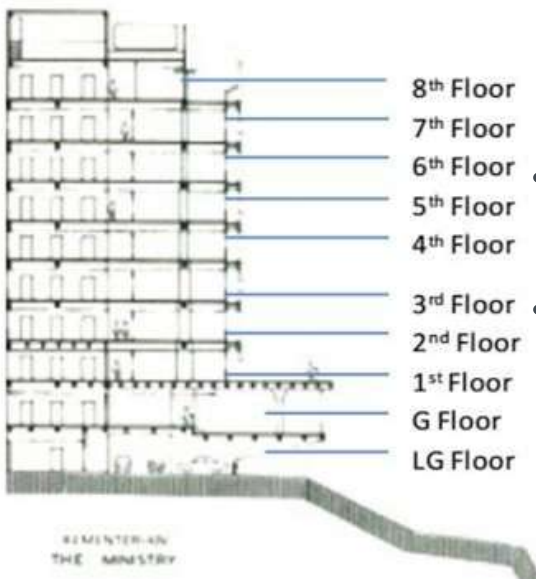 8th Floor
7th Floor
6th Floor
5th Floor
4th Floor
3rd Floor
2nd Floor
1st Floor
G Floor
LG Floor
KEMENTERIAN
THE MINISTRY